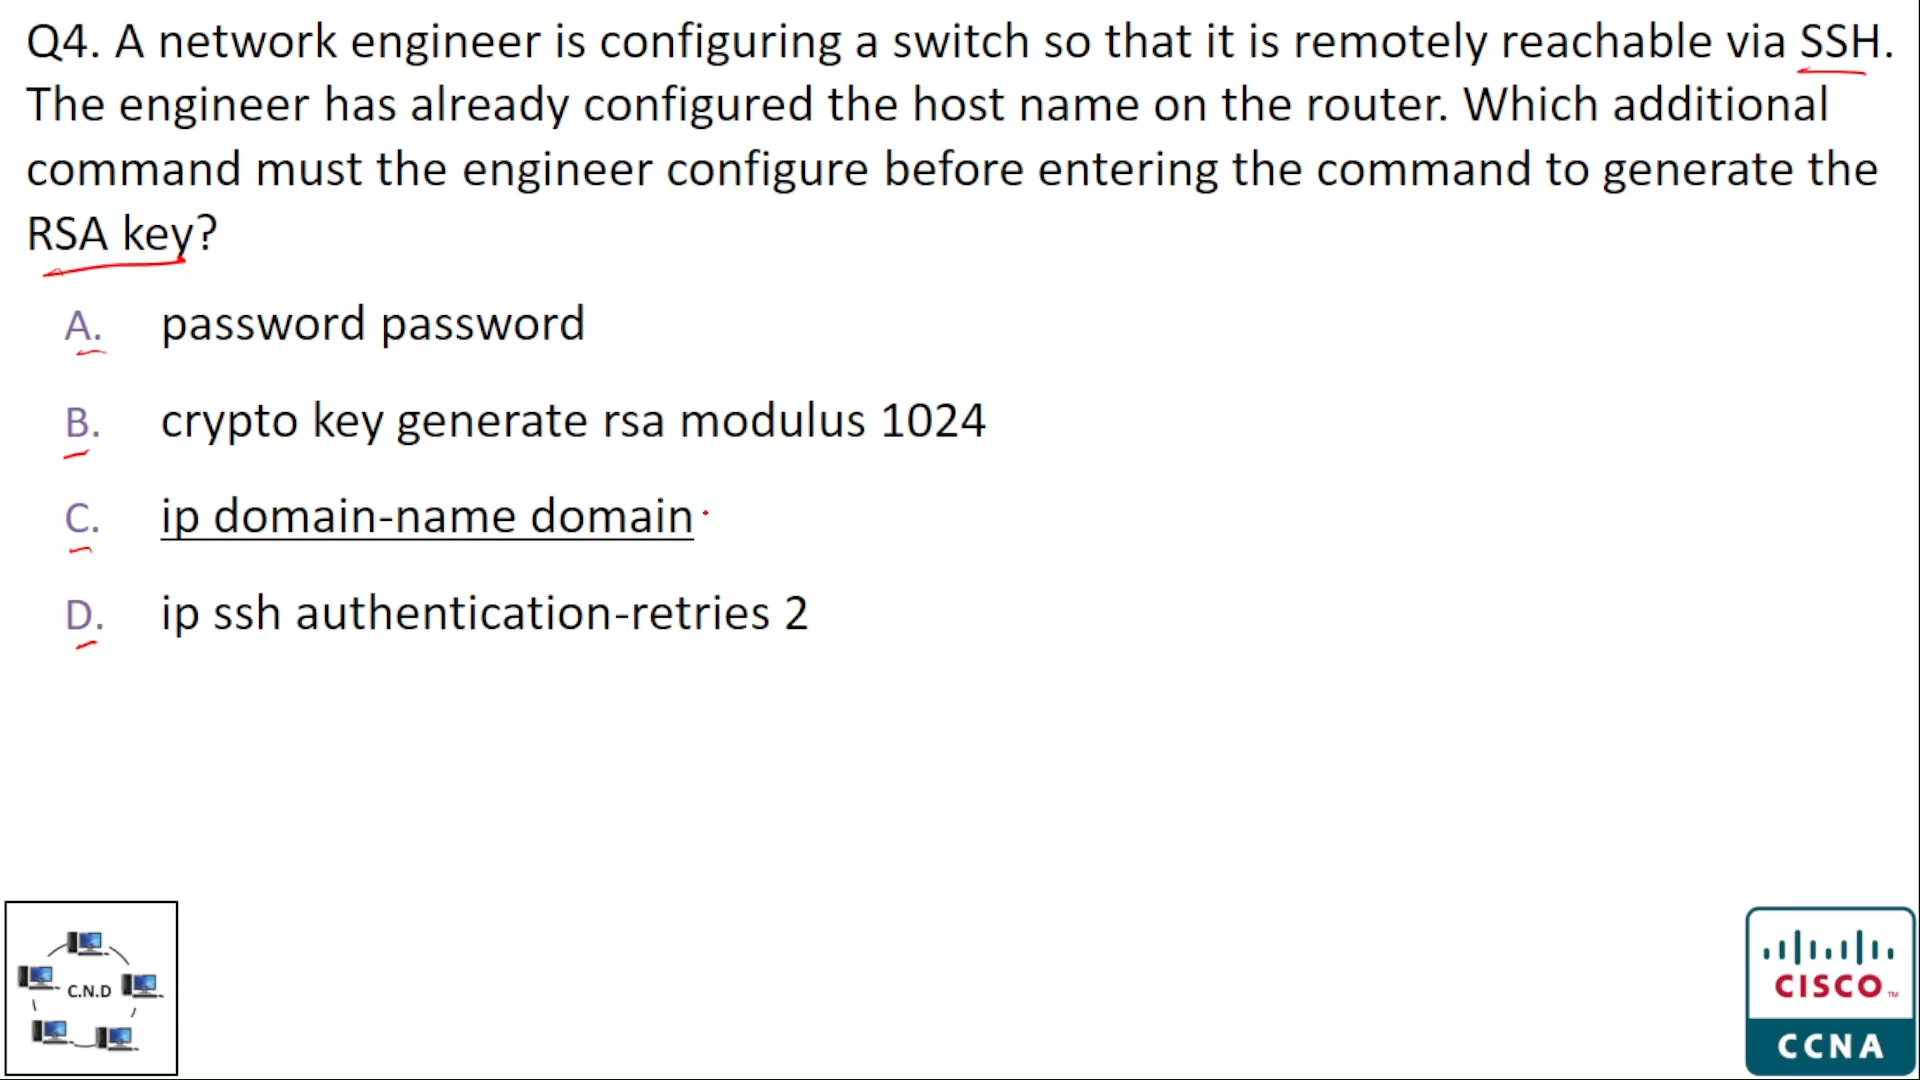 Q4. A network engineer is configuring a switch so that it is remotely reachable via SSH.
The engineer has already configured the host name on the router. Which additional
command must the engineer configure before entering the command to generate the
RSA key?
A. password password
B. crypto key generate rsa modulus 1024
C. ip domain-name domain
D. ip ssh authentication-retries 2
C.N.D
CISCO™
CCNA